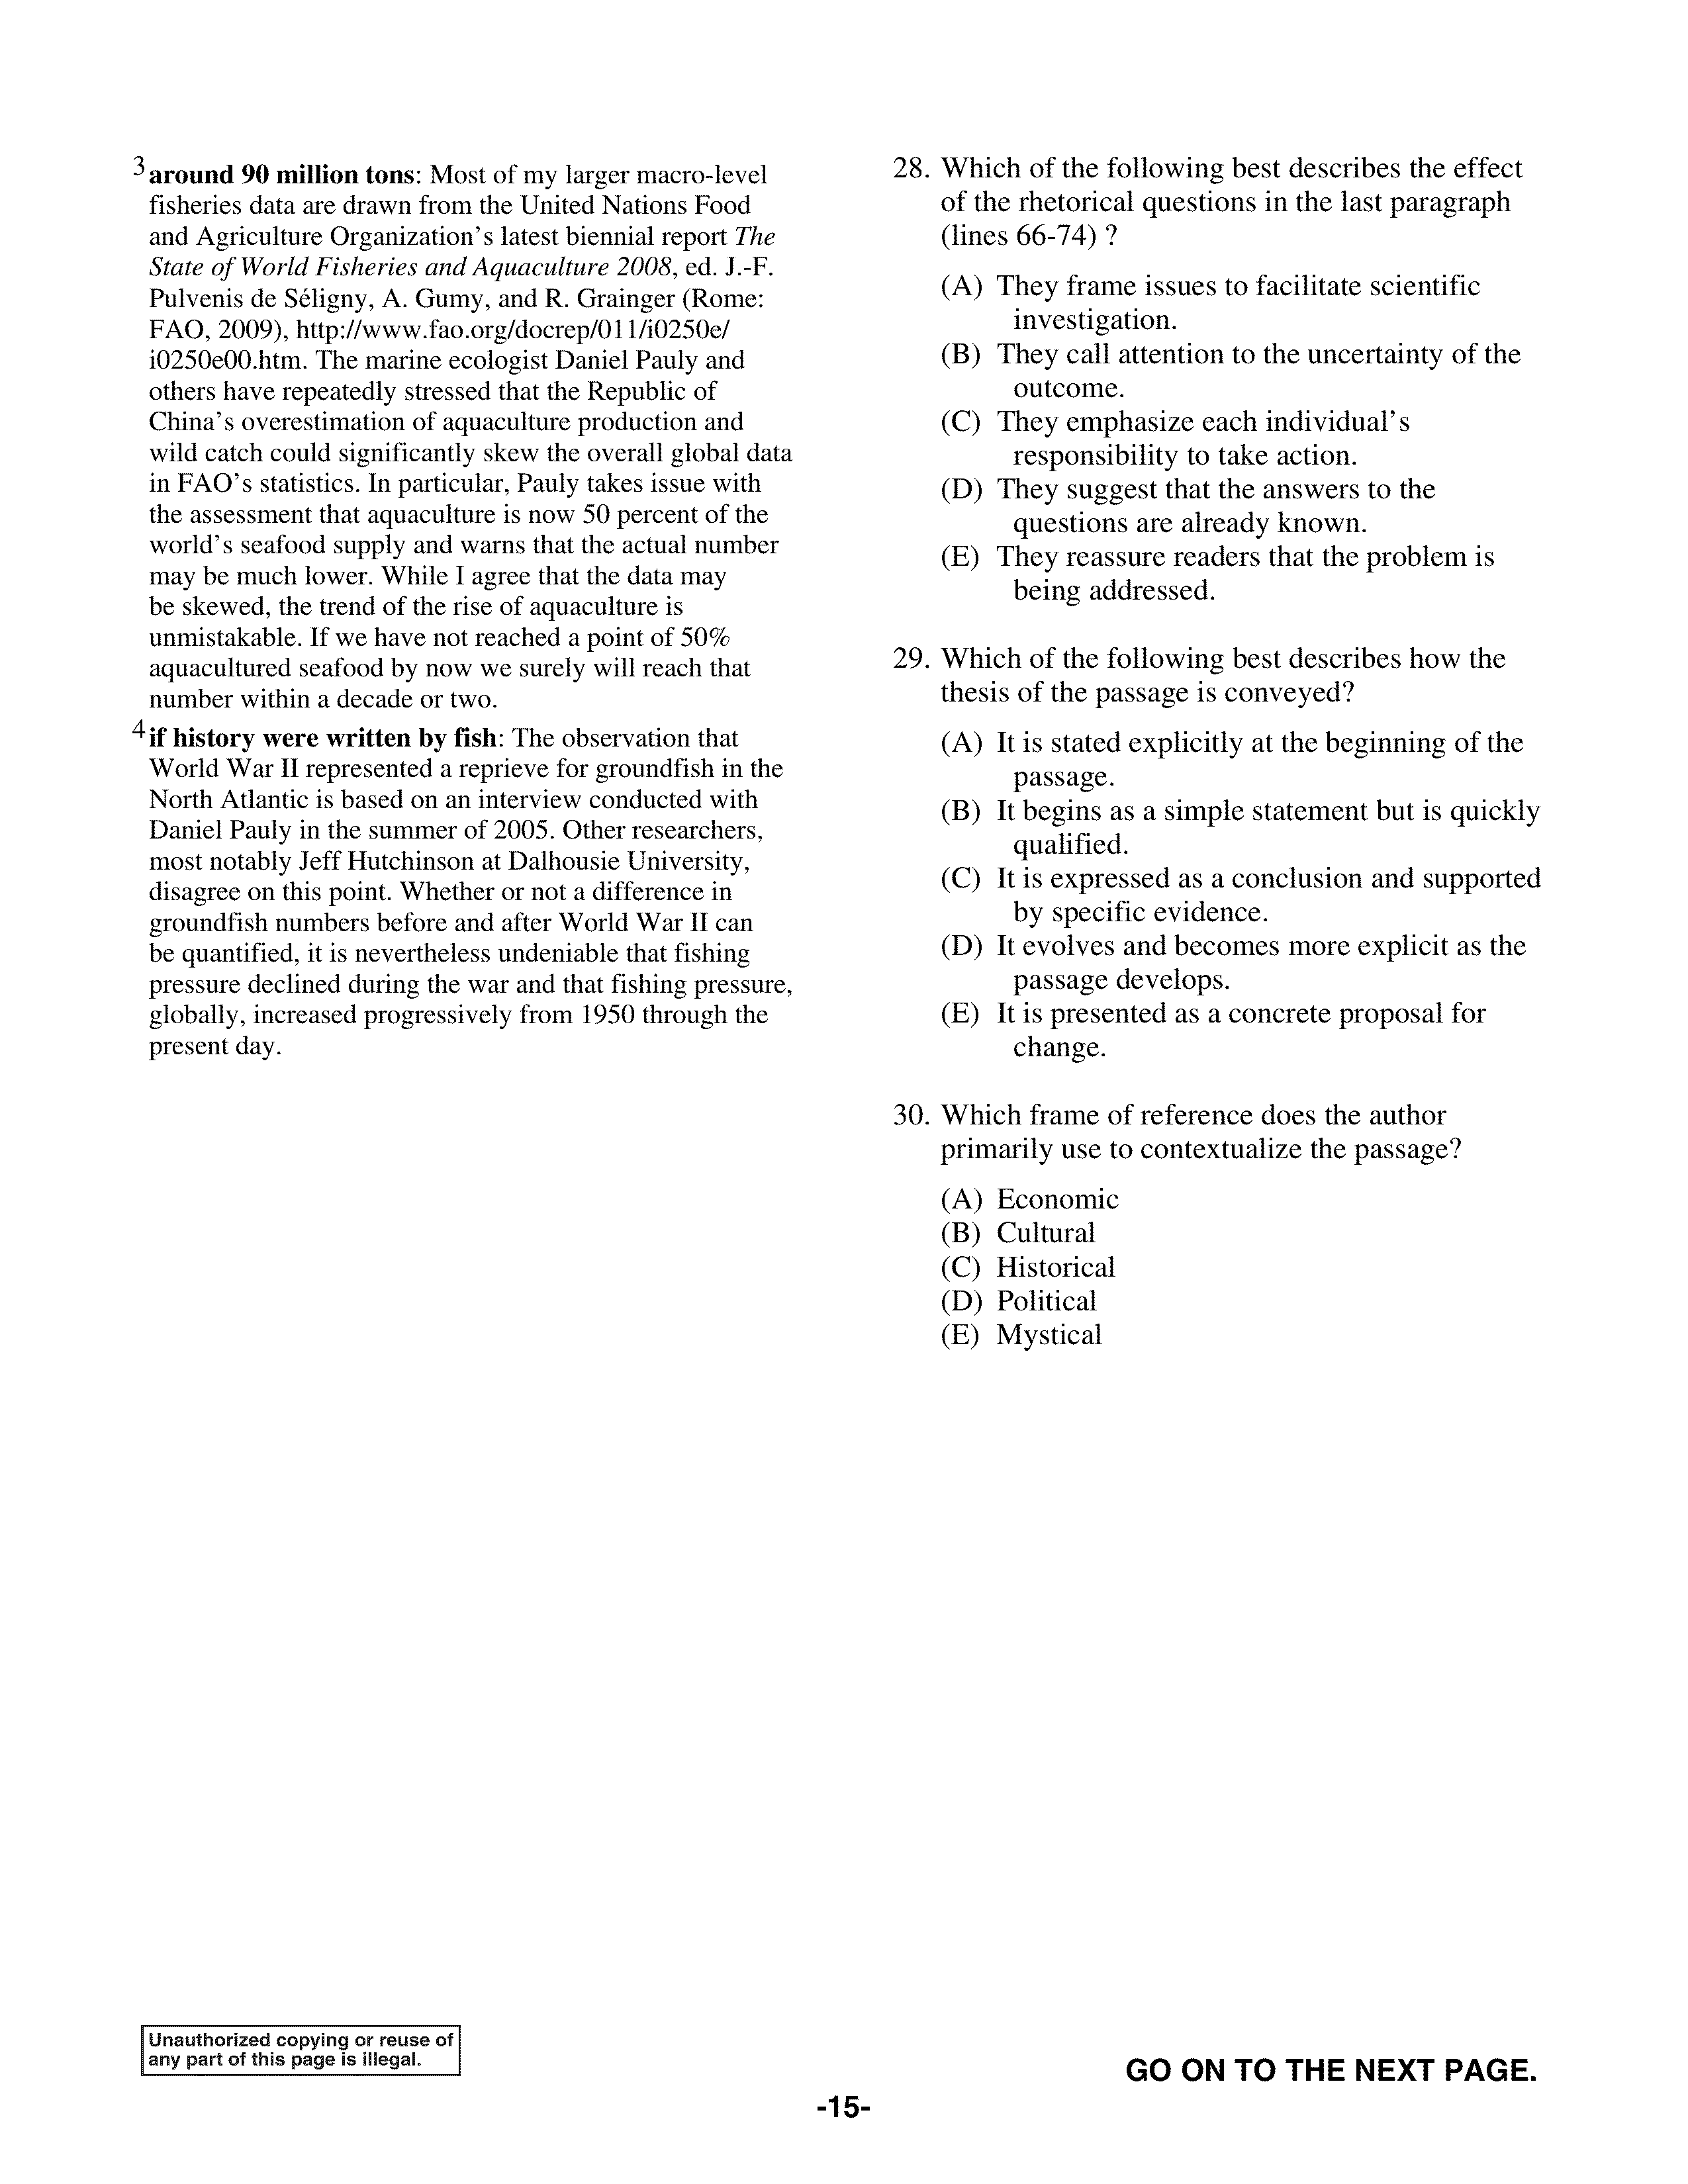 3 around 90 million tons: Most of my larger macro-level
fisheries data are drawn from the United Nations Food
and Agriculture Organization's latest biennial report The
State of World Fisheries and Aquaculture 2008, ed. J.-F.
Pulvenis de Séligny, A. Gumy, and R. Grainger (Rome:
FAO, 2009), http://www.fao.org/docrep/011/i0250e/
i0250e00.htm. The marine ecologist Daniel Pauly and
others have repeatedly stressed that the Republic of
China's overestimation of aquaculture production and
wild catch could significantly skew the overall global data
in FAO's statistics. In particular, Pauly takes issue with
the assessment that aquaculture is now 50 percent of the
world's seafood supply and warns that the actual number
may be much lower. While I agree that the data may
be skewed, the trend of the rise of aquaculture is
unmistakable. If we have not reached a point of 50%
aquacultured seafood by now we surely will reach that
number within a decade or two.
4 if history were written by fish: The observation that
World War II represented a reprieve for groundfish in the
North Atlantic is based on an interview conducted with
Daniel Pauly in the summer of 2005. Other researchers,
most notably Jeff Hutchinson at Dalhousie University,
disagree on this point. Whether or not a difference in
groundfish numbers before and after World War II can
be quantified, it is nevertheless undeniable that fishing
pressure declined during the war and that fishing pressure,
globally, increased progressively from 1950 through the
present day.
28. Which of the following best describes the effect
of the rhetorical questions in the last paragraph
(lines 66-74) ?
(A) They frame issues to facilitate scientific
investigation.
(B) They call attention to the uncertainty of the
outcome.
(C) They emphasize each individual's
responsibility to take action.
(D) They suggest that the answers to the
questions are already known.
(E) They reassure readers that the problem is
being addressed.
29. Which of the following best describes how the
thesis of the passage is conveyed?
(A) It is stated explicitly at the beginning of the
passage.
(B) It begins as a simple statement but is quickly
qualified.
(C) It is expressed as a conclusion and supported
by specific evidence.
(D) It evolves and becomes more explicit as the
passage develops.
(E) It is presented as a concrete proposal for
change.
30. Which frame of reference does the author
primarily use to contextualize the passage?
(A) Economic
(B) Cultural
(C) Historical
(D) Political
(E) Mystical
Unauthorized copying or reuse of
any part of this page is illegal.
GO ON TO THE NEXT PAGE.
-15-